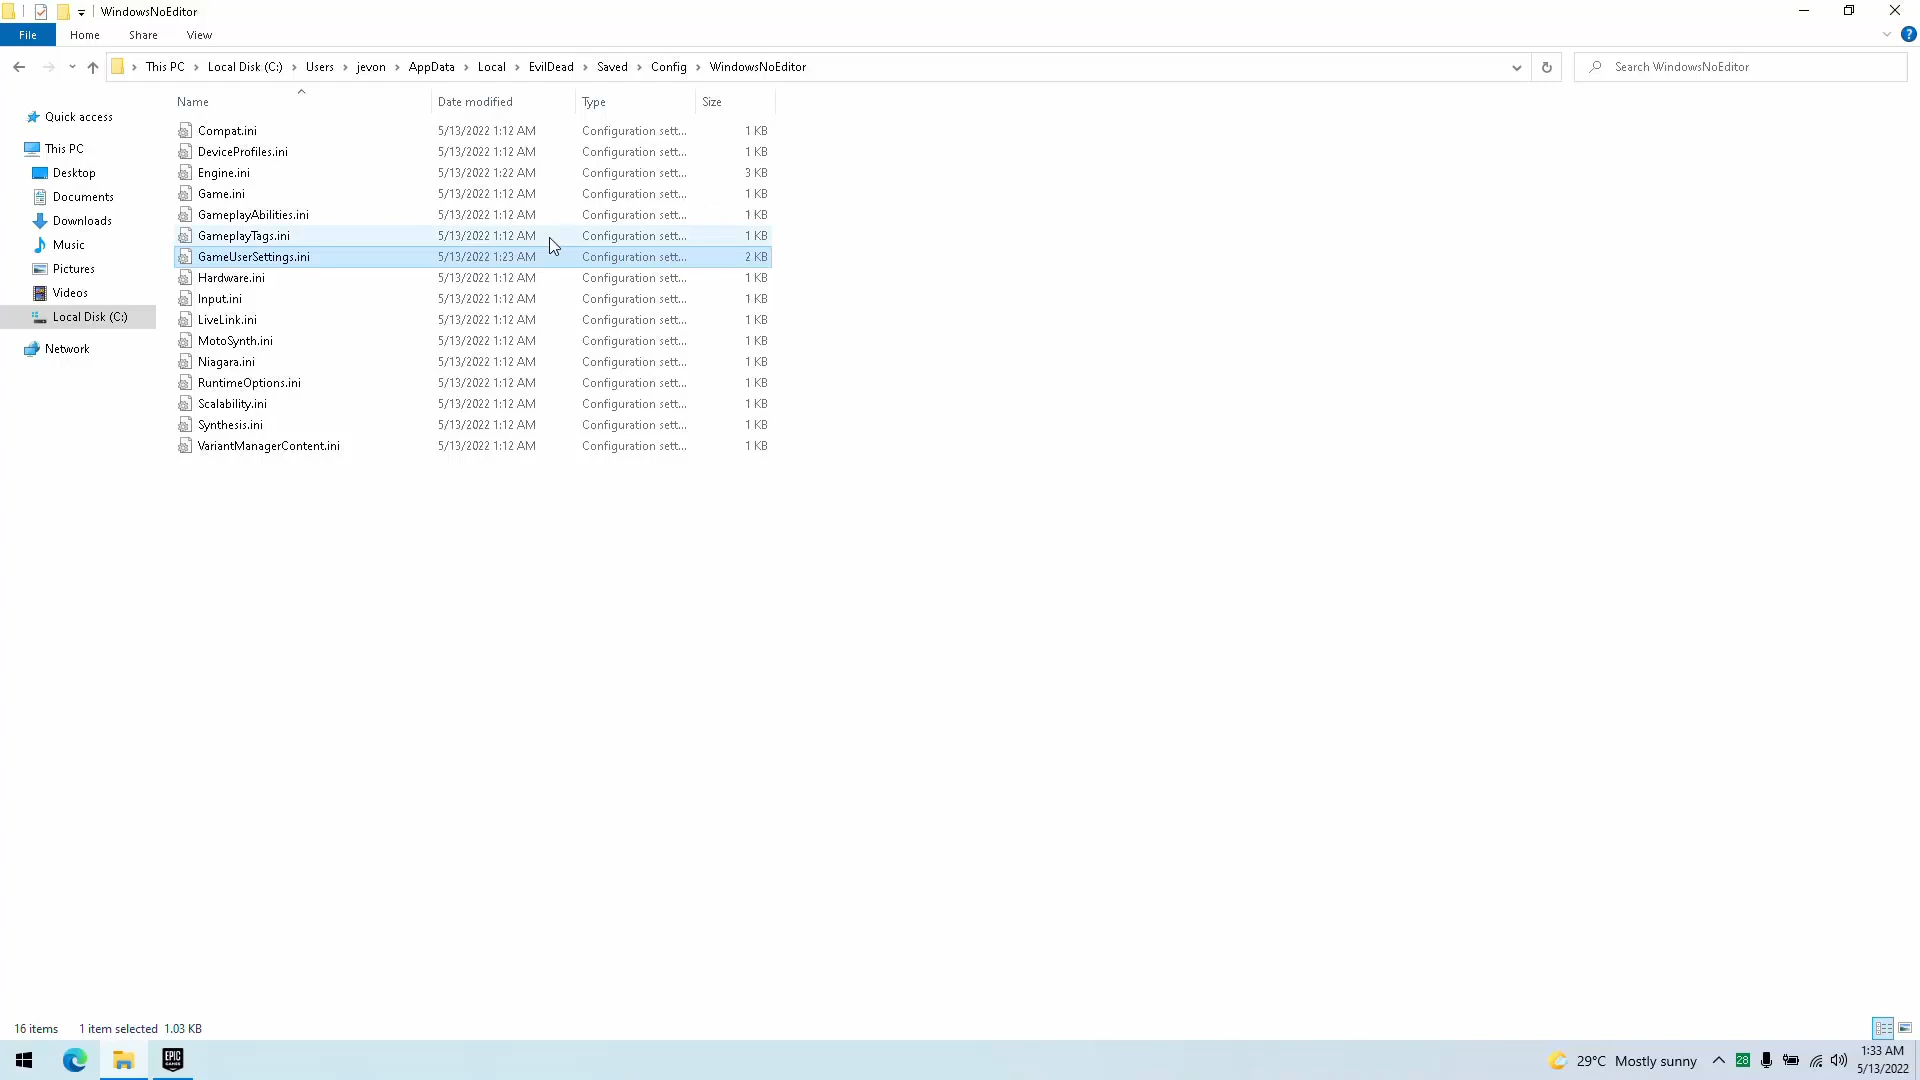 WindowsNoEditor
File Home Share View
This PC Local Disk (C:) Users jevon AppData Local EvilDead Saved Config WindowsNoEditor
Search WindowsNoEditor
Name Date modified Type Size
Quick access
This PC
Desktop
Documents
Downloads
Music
Pictures
Videos
Local Disk (C:)
Network
Compat.ini 5/13/2022 1:12 AM Configuration sett... 1 KB
DeviceProfiles.ini 5/13/2022 1:12 AM Configuration sett... 1 KB
Engine.ini 5/13/2022 1:22 AM Configuration sett... 3 KB
Game.ini 5/13/2022 1:12 AM Configuration sett... 1 KB
GameplayAbilities.ini 5/13/2022 1:12 AM Configuration sett... 1 KB
GameplayTags.ini 5/13/2022 1:12 AM Configuration sett... 1 KB
GameUserSettings.ini 5/13/2022 1:23 AM Configuration sett... 2 KB
Hardware.ini 5/13/2022 1:12 AM Configuration sett... 1 KB
Input.ini 5/13/2022 1:12 AM Configuration sett... 1 KB
LiveLink.ini 5/13/2022 1:12 AM Configuration sett... 1 KB
MotoSynth.ini 5/13/2022 1:12 AM Configuration sett... 1 KB
Niagara.ini 5/13/2022 1:12 AM Configuration sett... 1 KB
RuntimeOptions.ini 5/13/2022 1:12 AM Configuration sett... 1 KB
Scalability.ini 5/13/2022 1:12 AM Configuration sett... 1 KB
Synthesis.ini 5/13/2022 1:12 AM Configuration sett... 1 KB
VariantManagerContent.ini 5/13/2022 1:12 AM Configuration sett... 1 KB
16 items 1 item selected 1.03 KB
EPIC
GAMES
29°C Mostly sunny
28
1:33 AM
5/13/2022